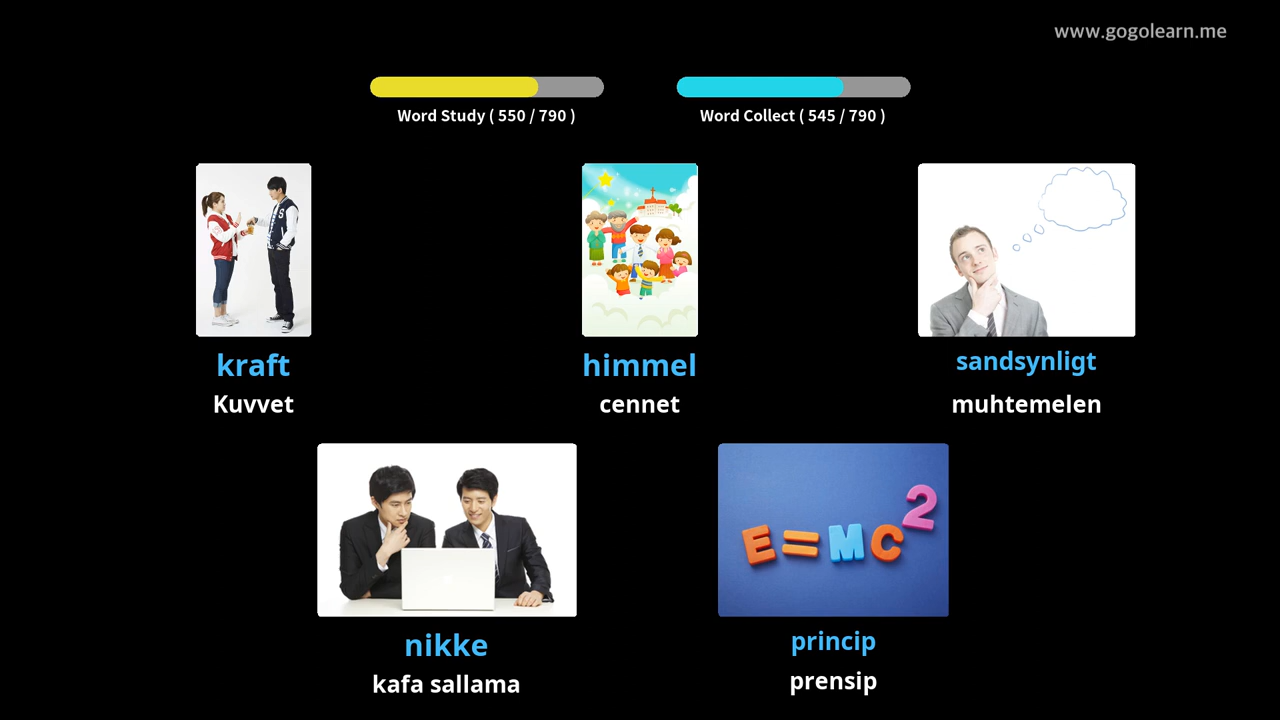 www.gogolearn.me
Word Study ( 550 / 790 )
Word Collect ( 545 / 790 )
kraft
Kuvvet
himmel
cennet
sandsynligt
muhtemelen
S
E=MC2
nikke
kafa sallama
princip
prensip